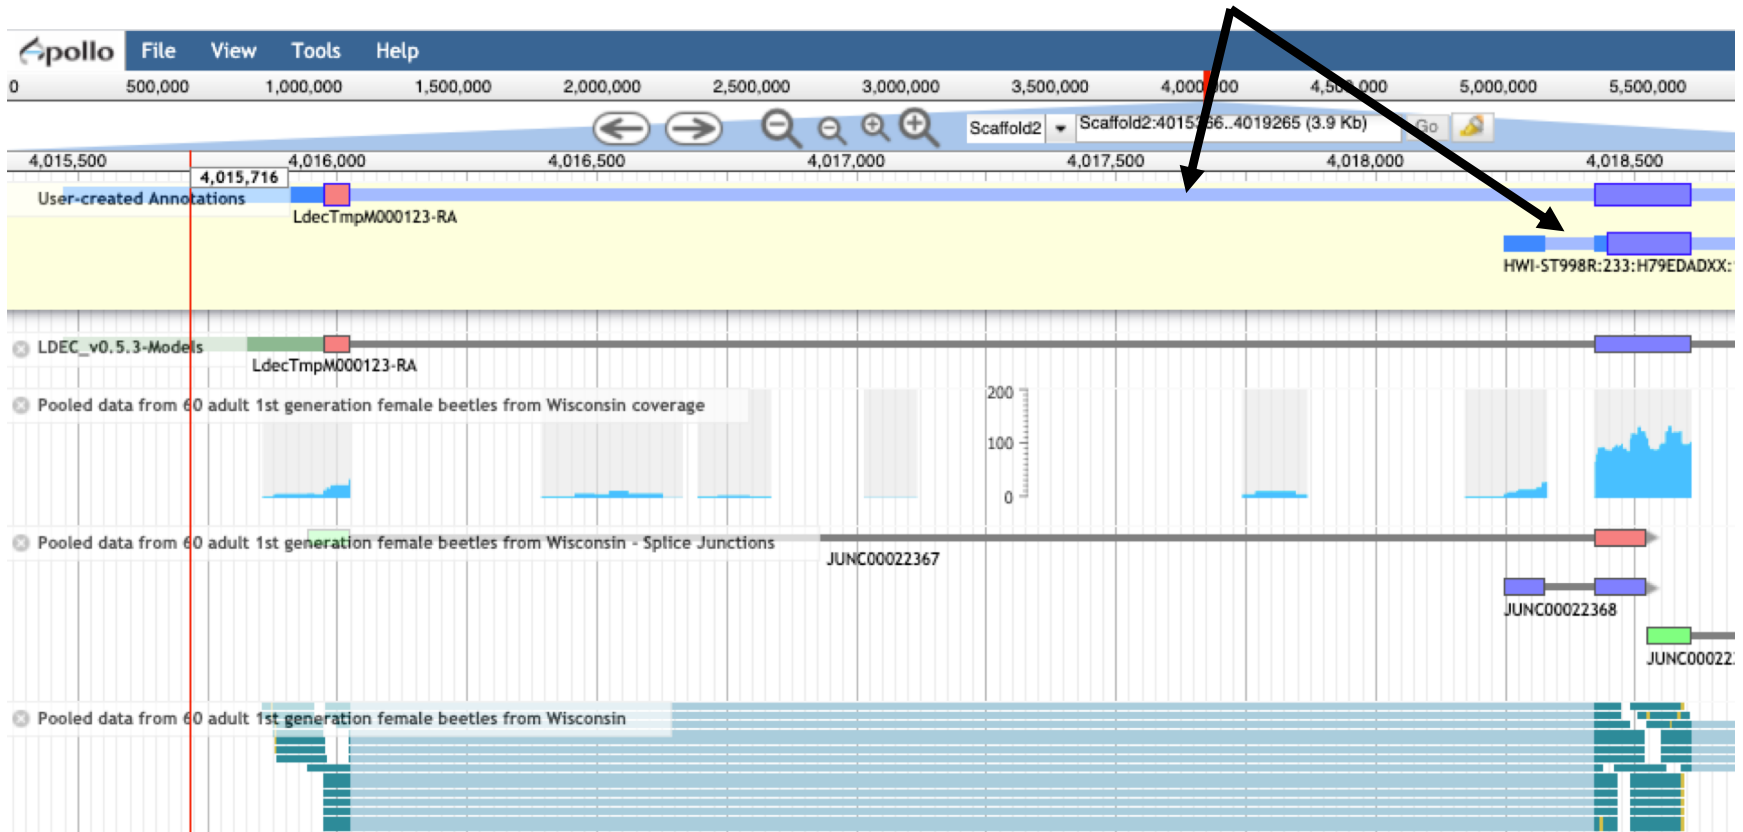 Apollo File View Tools Help
0 500,000 1,000,000 1,500,000 2,000,000 2,500,000 3,000,000 3,500,000 4,500,000 5,000,000 5,500,000
Scaffold2 Go
4,015,500 4,016,000 4,016,500 4,017,000 4,017,500 4,018,000 4,018,500
4,015,716
User-created Annotations
LdecTmpM000123-RA
HWI-ST998R:233:H79EDADXX:
LDEC_v0.5.3-Models
LdecTmpM000123-RA
Pooled data from 60 adult 1st generation female beetles from Wisconsin coverage
200
100
0
Pooled data from 60 adult 1st generation female beetles from Wisconsin - Splice Junctions
JUNC00022367
JUNC00022368
JUNC00022
Pooled data from 60 adult 1st generation female beetles from Wisconsin